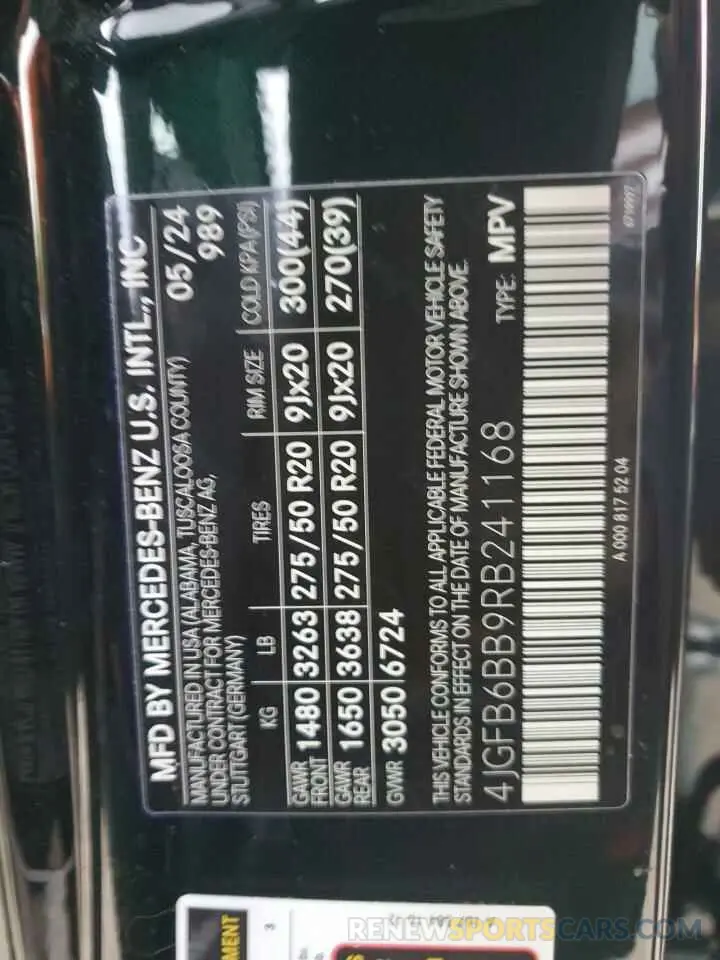 MFD BY MERCEDES-BENZ U.S. INTL., INC
MANUFACTURED IN USA (ALABAMA, TUSCALOOSA COUNTY) 05/24
UNDER CONTRACT FOR MERCEDES-BENZ AG, 989
STUTTGART (GERMANY)
KG LB TIRES RIM SIZE COLD KPA (PSI)
GAWR FRONT 1480 3263 275/50 R20 9Jx20 300(44)
GAWR REAR 1650 3638 275/50 R20 9Jx20 270(39)
GVWR 3050 6724
THIS VEHICLE CONFORMS TO ALL APPLICABLE FEDERAL MOTOR VEHICLE SAFETY
STANDARDS IN EFFECT ON THE DATE OF MANUFACTURE SHOWN ABOVE.
4JGFB6BB9RB241168 TYPE: MPV
A 000 817 52 04
MENT
3
RENEWSPORTSCARS.COM